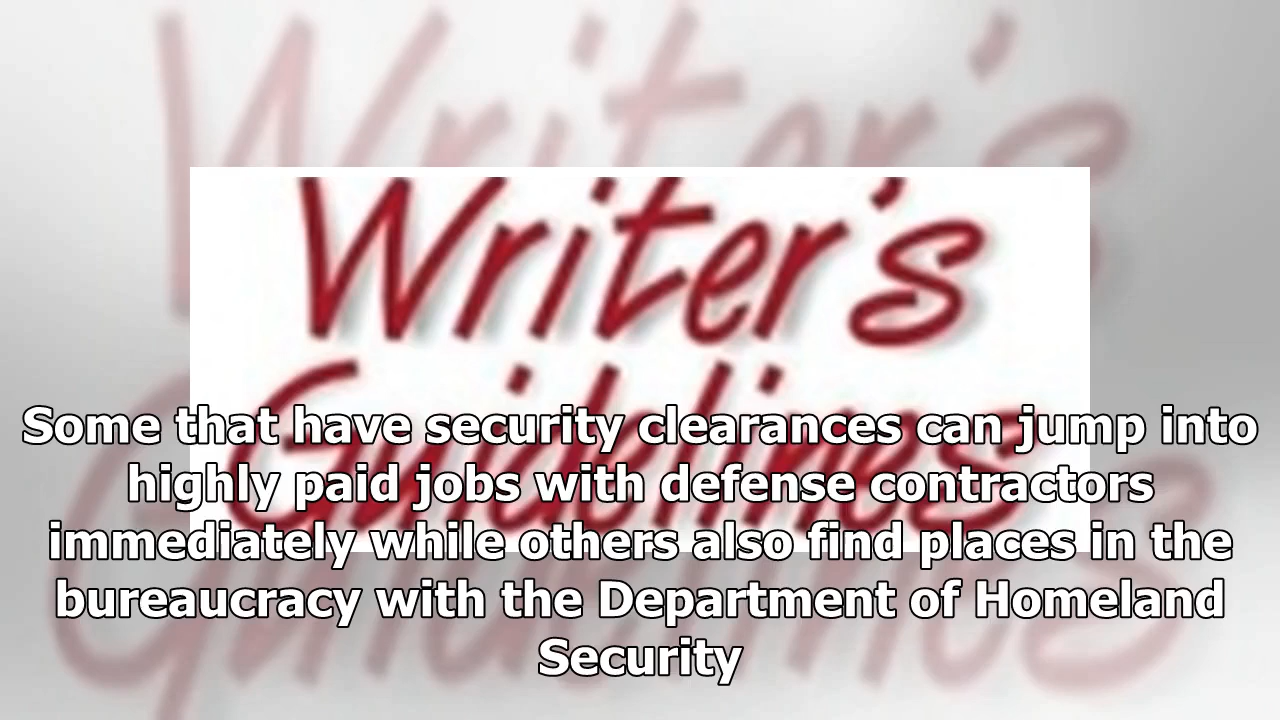 Writer's
Guidelines
Some that have security clearances can jump into
highly paid jobs with defense contractors
immediately while others also find places in the
bureaucracy with the Department of Homeland
Security